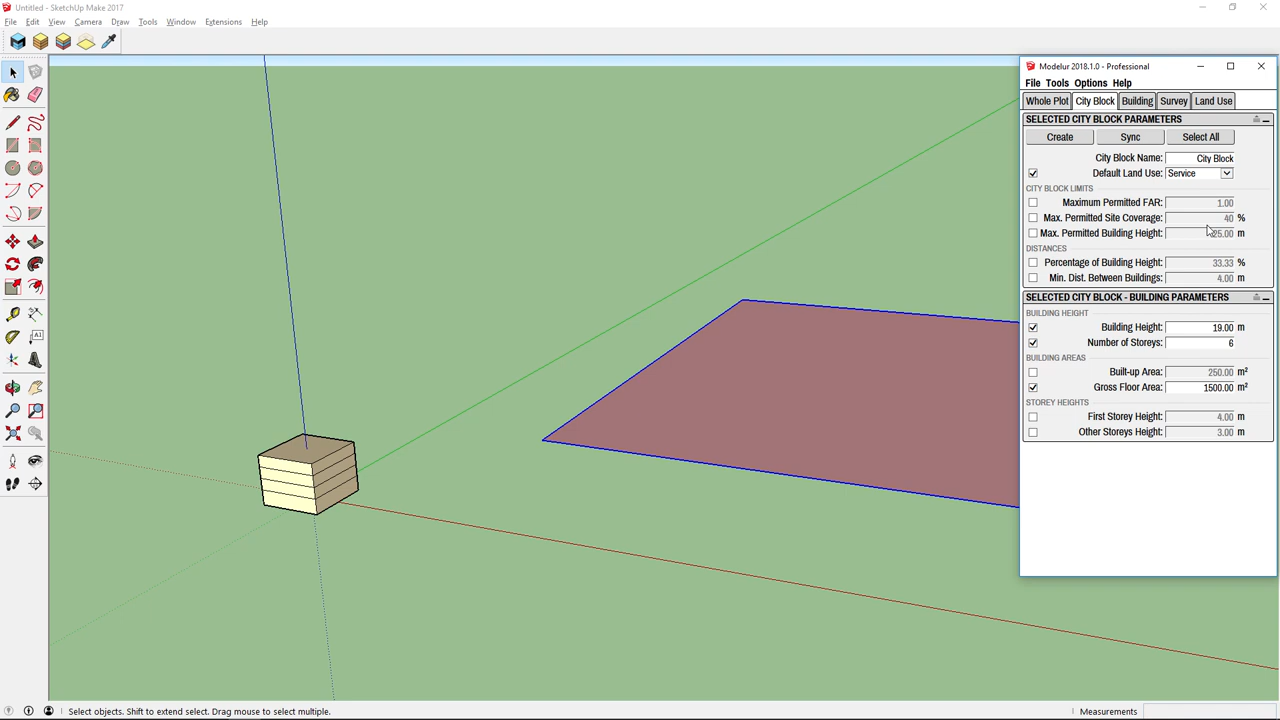 Untitled - SketchUp Make 2017
File Edit View Camera Draw Tools Window Extensions Help
Modelur 2018.1.0 - Professional
File Tools Options Help
Whole Plot City Block Building Survey Land Use
SELECTED CITY BLOCK PARAMETERS
Create Sync Select All
City Block Name: City Block
Default Land Use: Service
CITY BLOCK LIMITS
Maximum Permitted FAR: 1.00
Max. Permitted Site Coverage: 40 %
Max. Permitted Building Height: 25.00 m
DISTANCES
Percentage of Building Height: 33.33 %
Min. Dist. Between Buildings: 4.00 m
SELECTED CITY BLOCK - BUILDING PARAMETERS
BUILDING HEIGHT
Building Height: 19.00 m
Number of Storeys: 6
BUILDING AREAS
Built-up Area: 250.00 m²
Gross Floor Area: 1500.00 m²
STOREY HEIGHTS
First Storey Height: 4.00 m
Other Storeys Height: 3.00 m
Select objects. Shift to extend select. Drag mouse to select multiple. Measurements